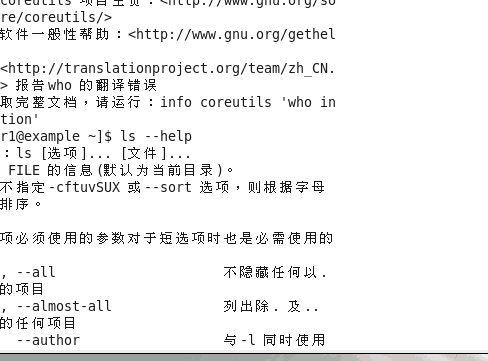 coreutils 项目主页：<http://www.gnu.org/so
re/coreutils/>
软件一般性帮助：<http://www.gnu.org/gethel
<http://translationproject.org/team/zh_CN.
> 报告who 的翻译错误
取完整文档，请运行：info coreutils 'who in
tion'
r1@example ~]$ ls --help
：ls [选项]... [文件]...
FILE 的信息(默认为当前目录)。
不指定-cftuvSUX 或--sort 选项，则根据字母
排序。
项必须使用的参数对于短选项时也是必需使用的
, --all 不隐藏任何以.
的项目
, --almost-all 列出除. 及..
的任何项目
--author 与-l 同时使用